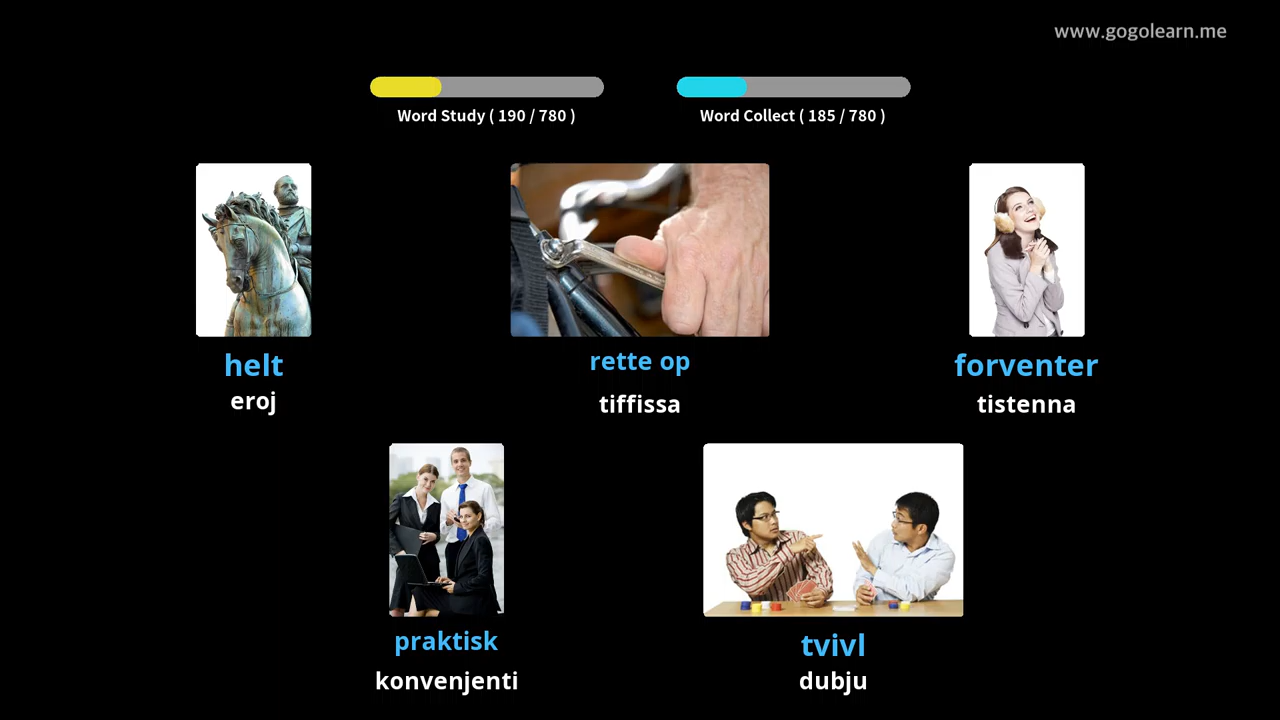 www.gogolearn.me
Word Study ( 190 / 780 )
Word Collect ( 185 / 780 )
helt
eroj
rette op
tiffissa
forventer
tistenna
praktisk
konvenjenti
tvivl
dubju